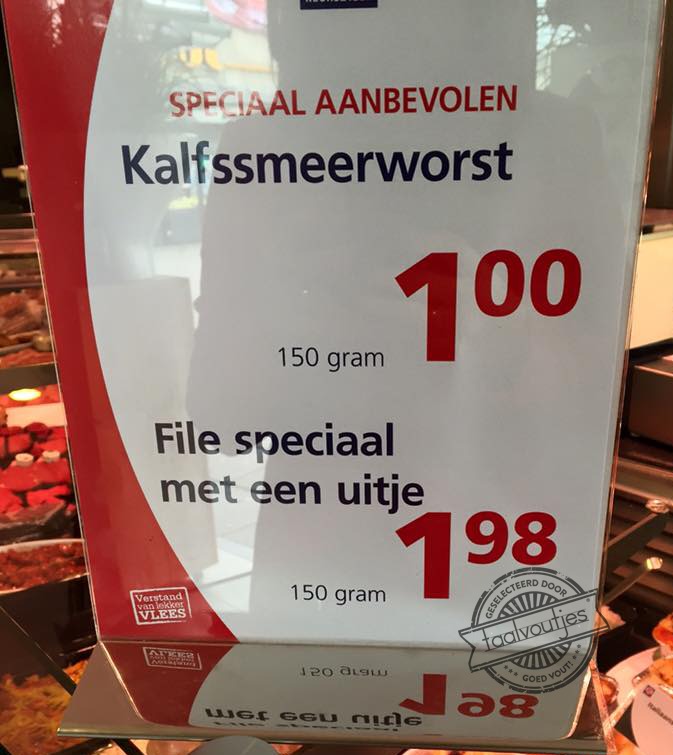 SPECIAAL AANBEVOLEN
Kalfssmeerworst
1 00
150 gram
File speciaal
met een uitje
1 98
150 gram
Verstand
van lekker
VLEES
GESELECTEERD DOOR
taalvoutjes
GOED VOUT!